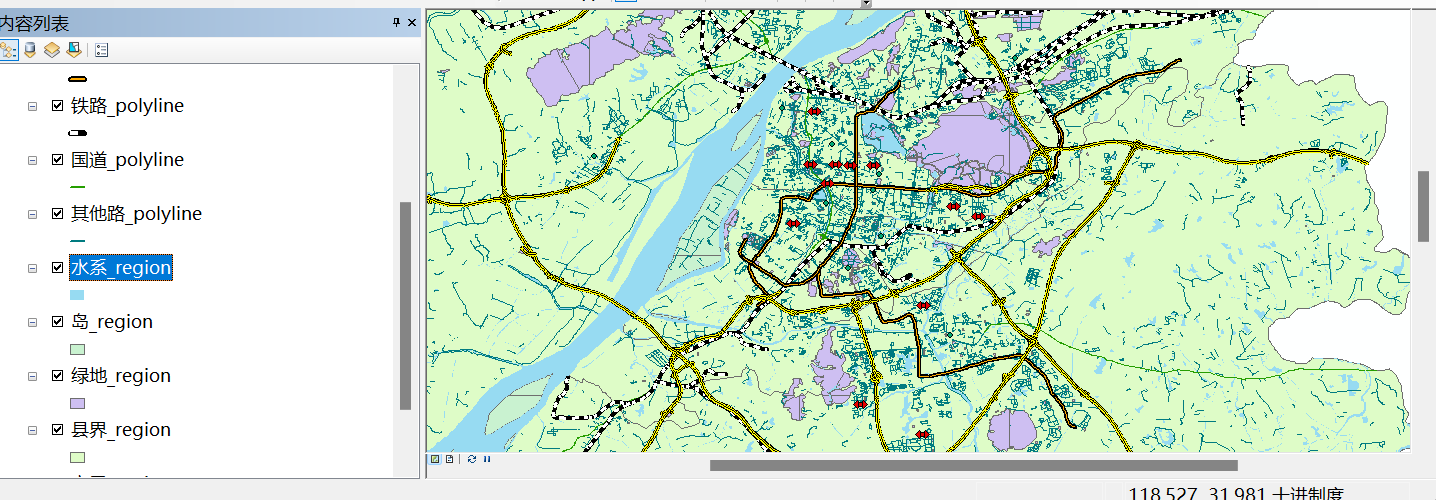 内容列表
铁路_polyline
国道_polyline
其他路_polyline
水系_region
岛_region
绿地_region
县界_region
118.527 31.981 十进制度